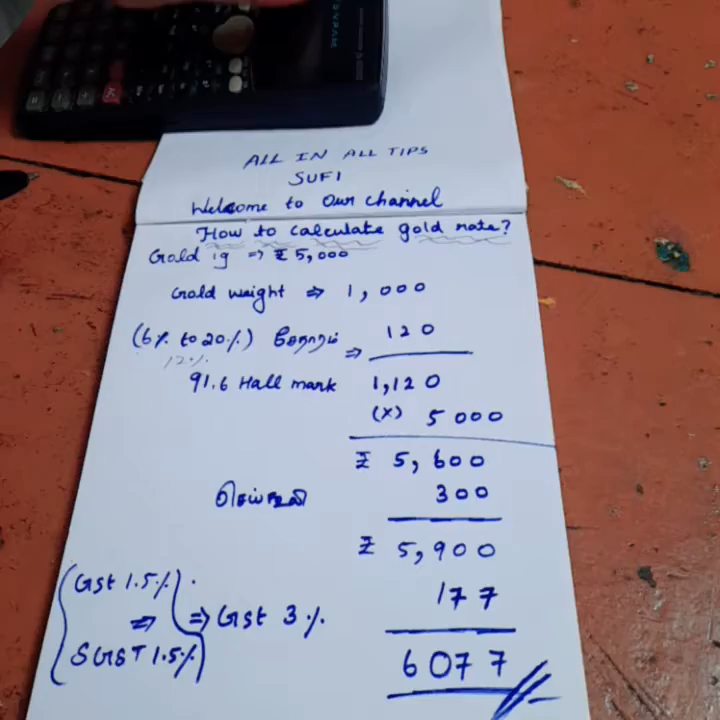 ALL IN ALL TIPS
SUFI
Welcome to Our channel
How to calculate gold rate?
Gold 1g => ₹ 5,000
Gold weight => 1,000
(6% to 20%) சேதாரம் => 120
12%
91.6 Hall mark 1,120
(x) 5000
₹ 5,600
செய்கூலி 300
₹ 5,900
Gst 1.5%
177
=> => Gst 3%
SGST 1.5%
6077